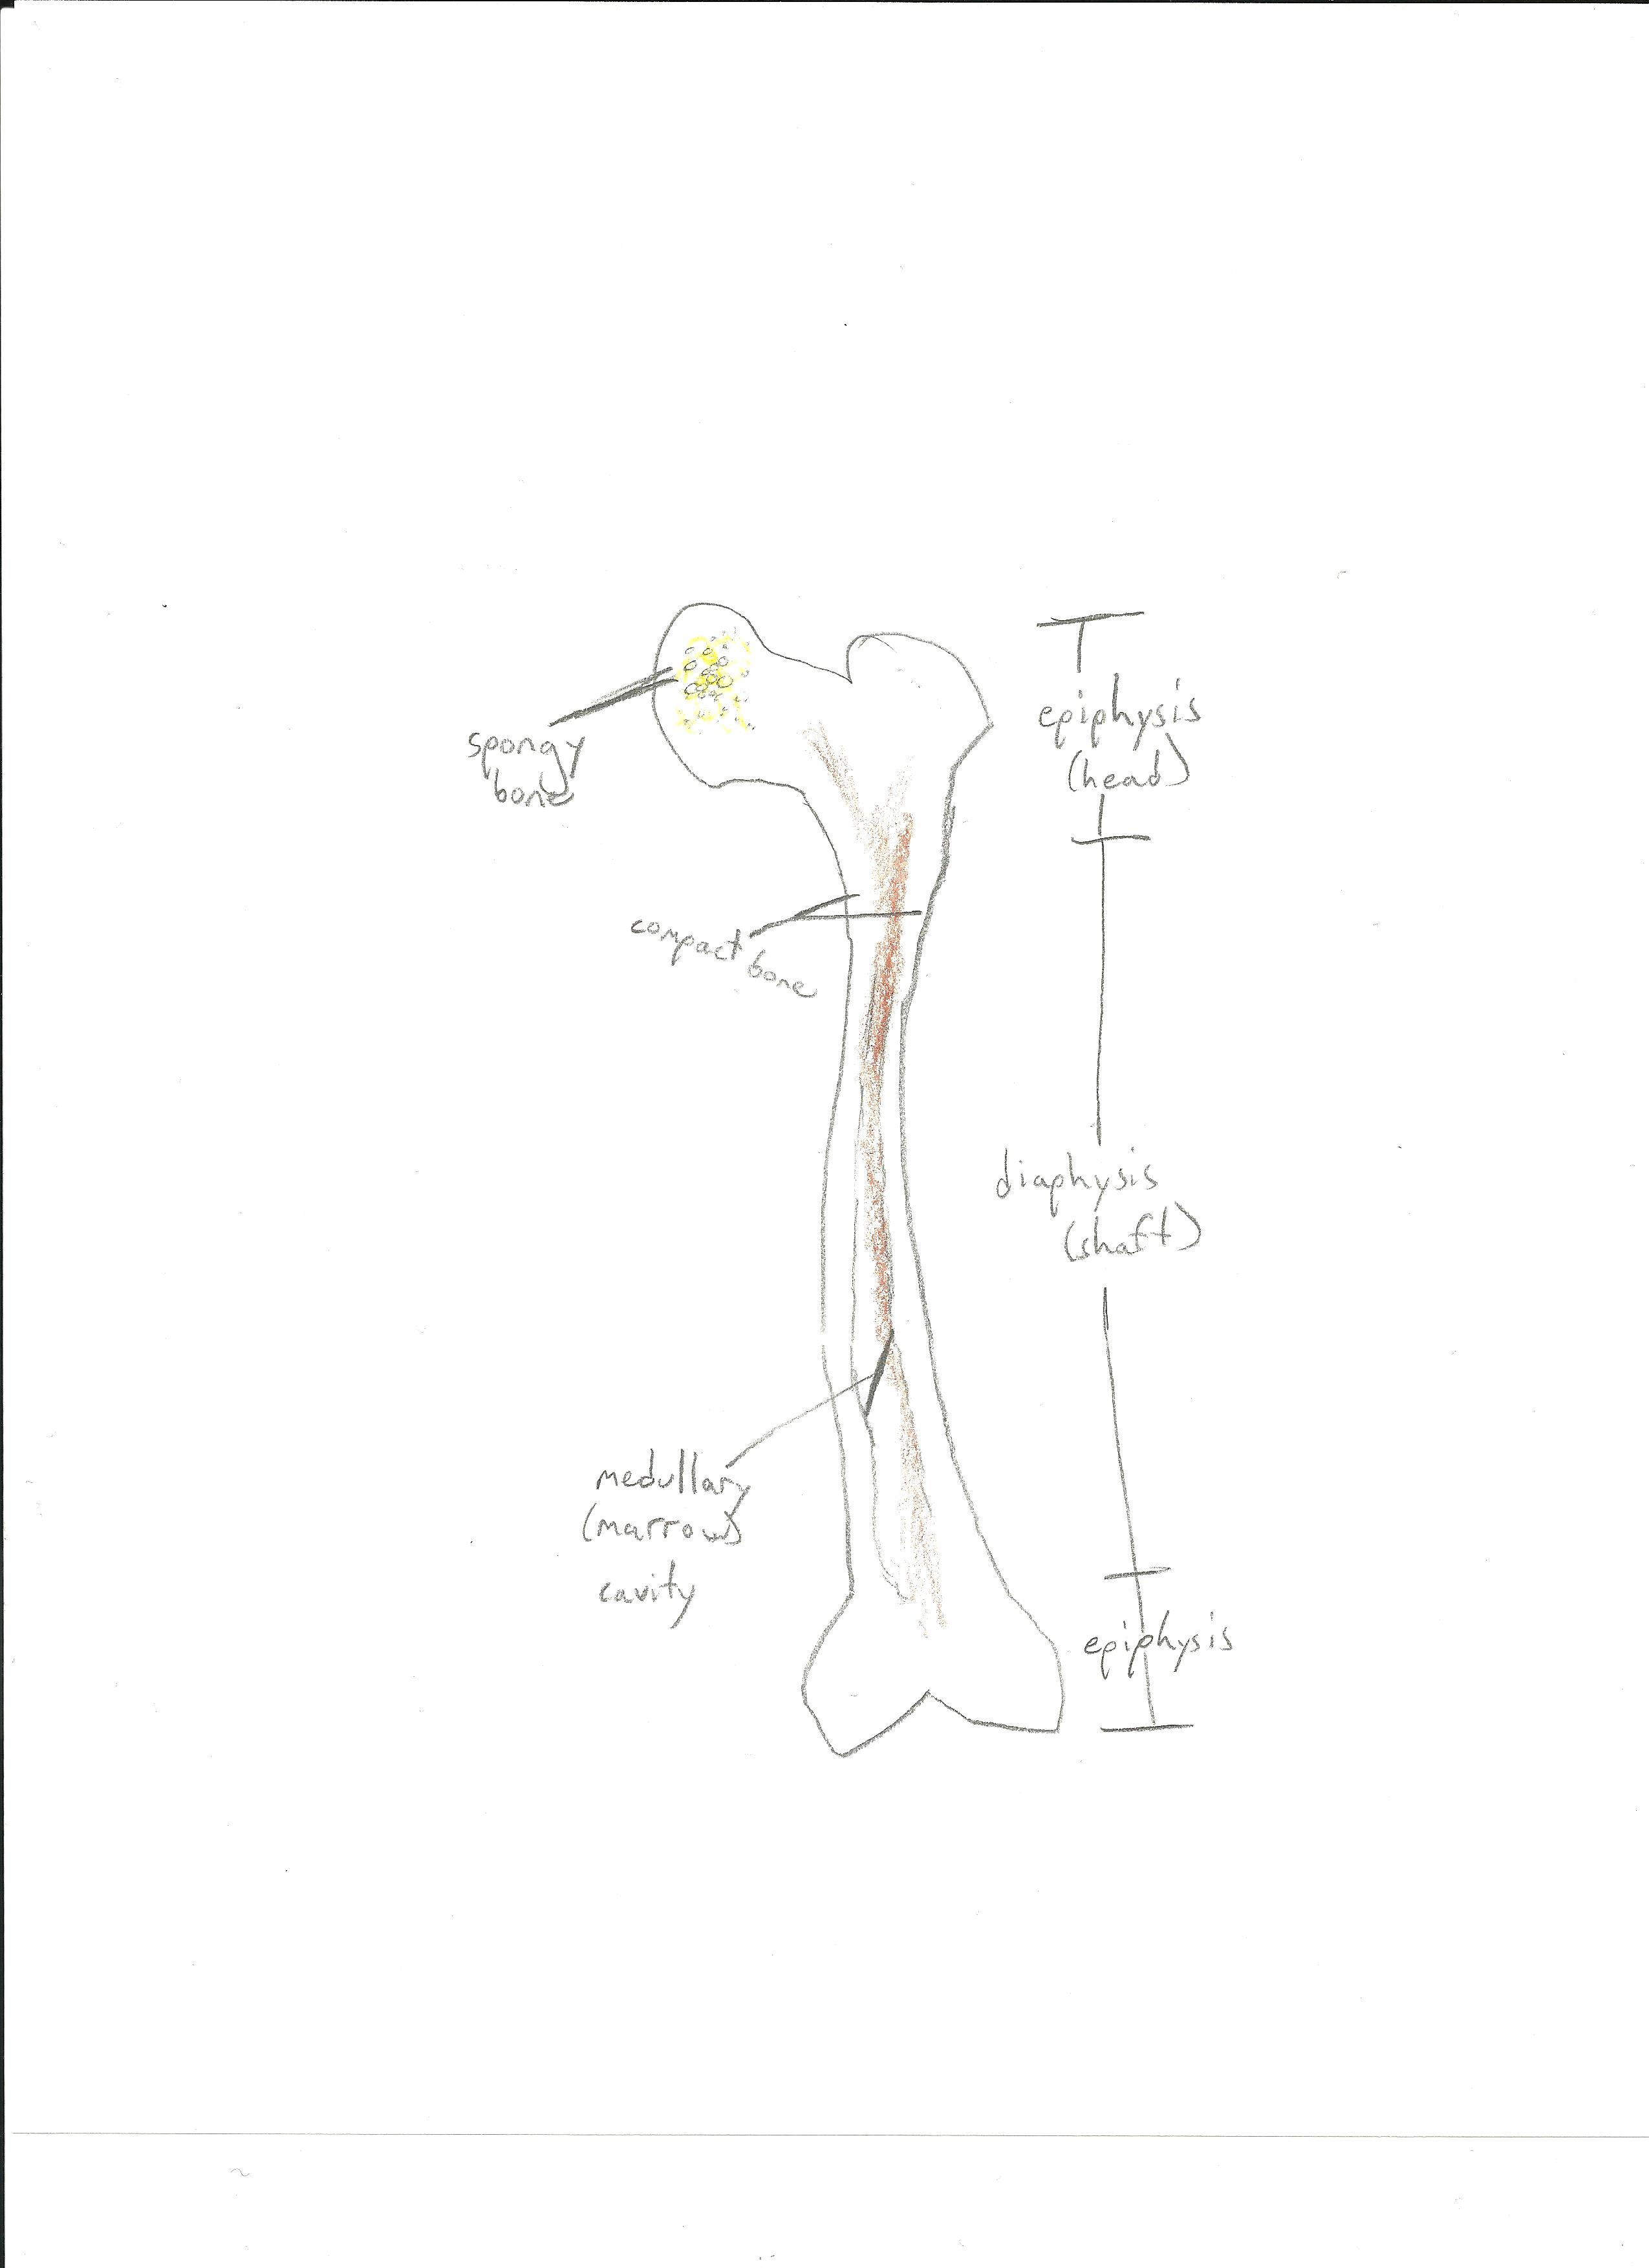 epiphysis
(head)
spongy
bone
compact bone
diaphysis
(shaft)
medullary
(marrow)
cavity
epiphysis